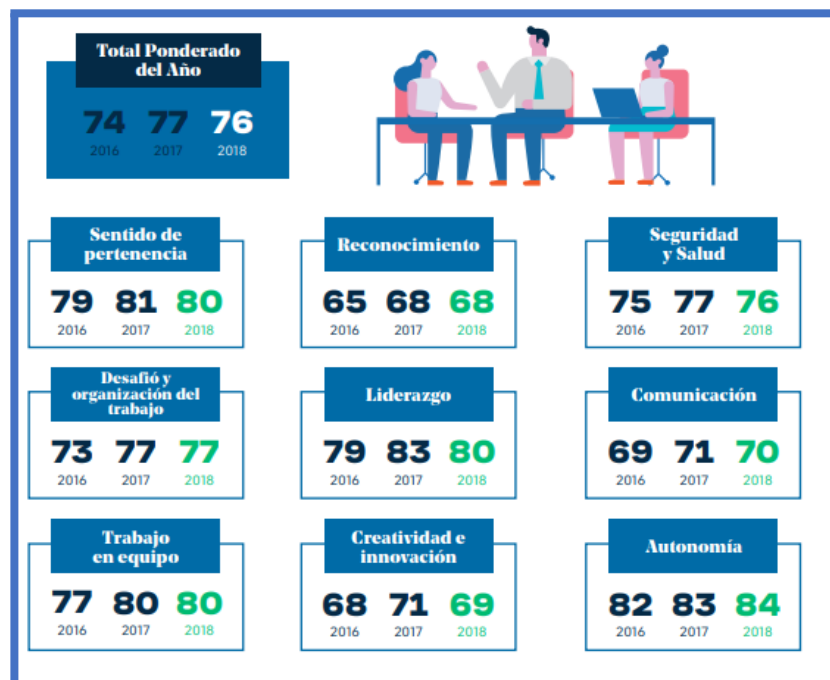 Total Ponderado
del Año
74 77 76
2016 2017 2018
Sentido de
pertenencia
79 81 80
2016 2017 2018
Reconocimiento
65 68 68
2016 2017 2018
Seguridad
y Salud
75 77 76
2016 2017 2018
Desafió y
organización del
trabajo
73 77 77
2016 2017 2018
Liderazgo
79 83 80
2016 2017 2018
Comunicación
69 71 70
2016 2017 2018
Trabajo
en equipo
77 80 80
2016 2017 2018
Creatividad e
innovación
68 71 69
2016 2017 2018
Autonomía
82 83 84
2016 2017 2018